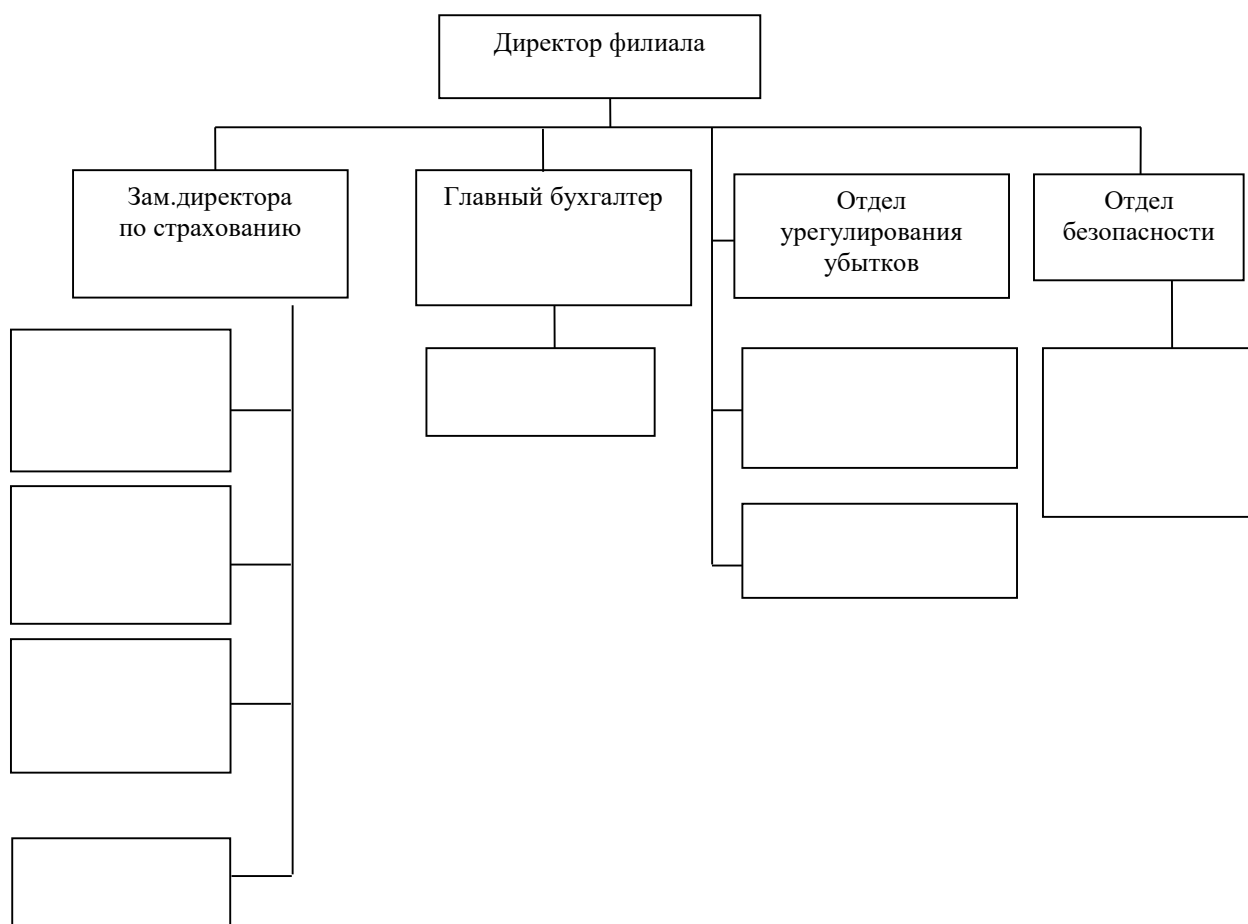 Директор филиала
Зам.директора
по страхованию
Главный бухгалтер
Отдел
урегулирования
убытков
Отдел
безопасности